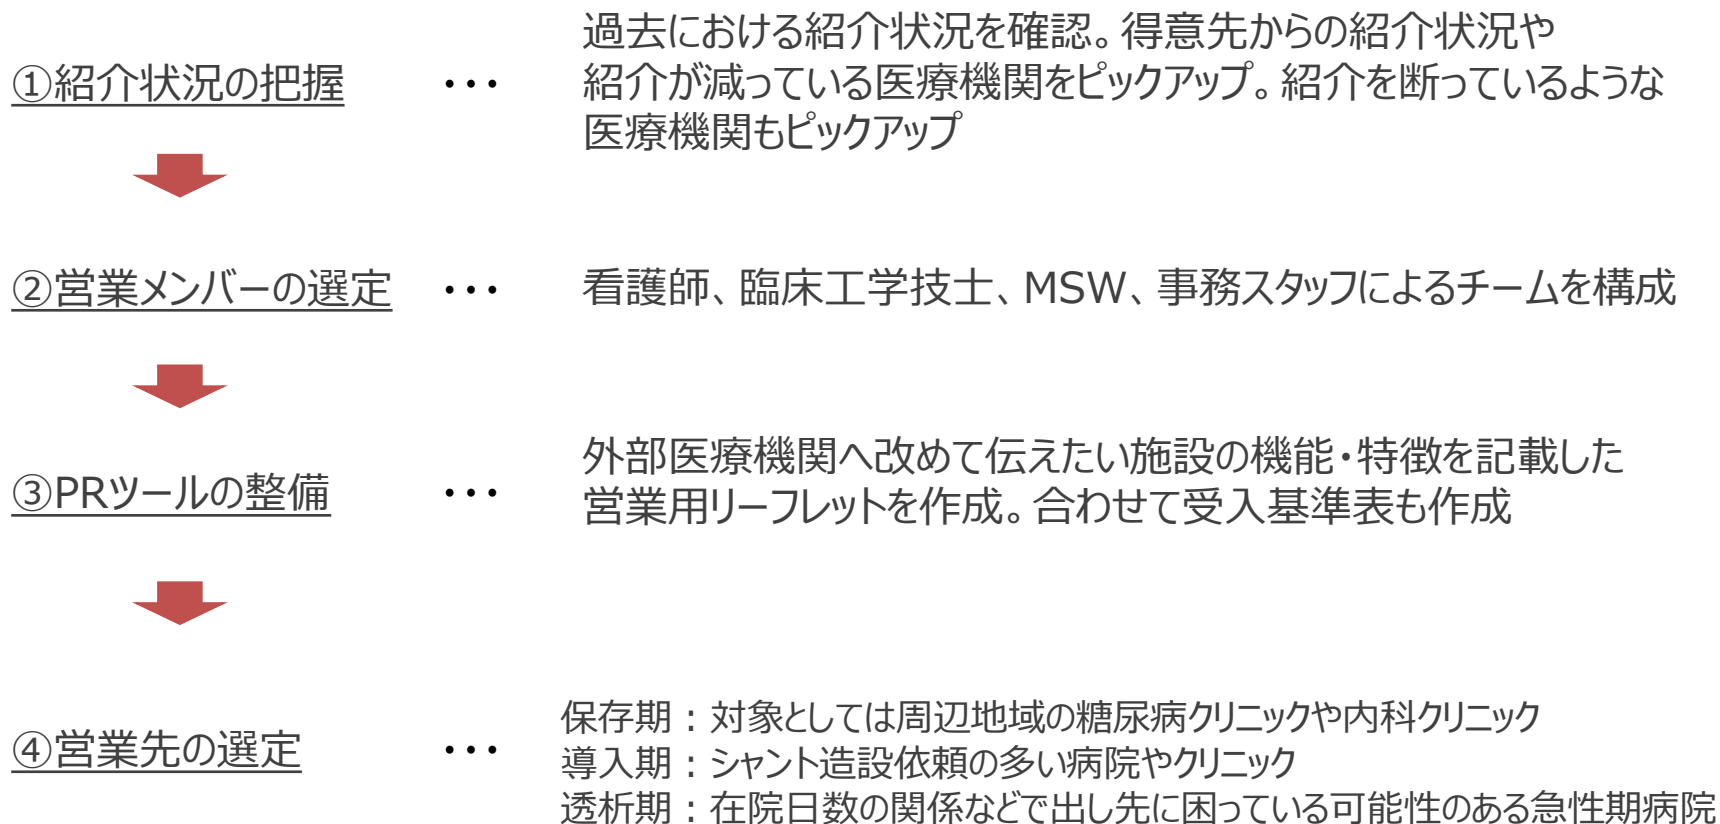 過去における紹介状況を確認。得意先からの紹介状況や
①紹介状況の把握 ・・・ 紹介が減っている医療機関をピックアップ。紹介を断っているような
医療機関もピックアップ
②営業メンバーの選定 ・・・ 看護師、臨床工学技士、MSW、事務スタッフによるチームを構成
外部医療機関へ改めて伝えたい施設の機能・特徴を記載した
③PRツールの整備 ・・・ 営業用リーフレットを作成。合わせて受入基準表も作成
保存期：対象としては周辺地域の糖尿病クリニックや内科クリニック
④営業先の選定 ・・・ 導入期：シャント造設依頼の多い病院やクリニック
透析期：在院日数の関係などで出し先に困っている可能性のある急性期病院